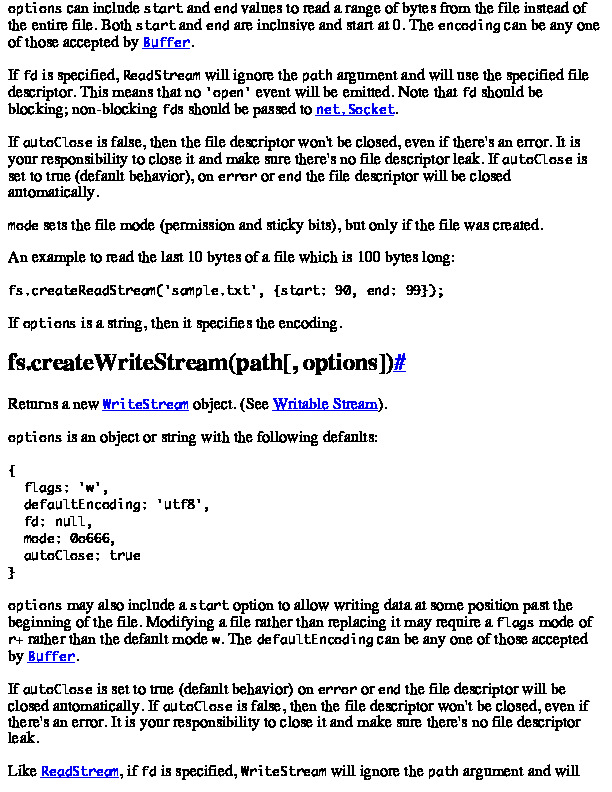 options can include start and end values to read a range of bytes from the file instead of
the entire file. Both start and end are inclusive and start at 0. The encoding can be any one
of those accepted by Buffer.
If fd is specified, ReadStream will ignore the path argument and will use the specified file
descriptor. This means that no 'open' event will be emitted. Note that fd should be
blocking; non-blocking fds should be passed to net.Socket.
If autoClose is false, then the file descriptor won't be closed, even if there's an error. It is
your responsibility to close it and make sure there's no file descriptor leak. If autoClose is
set to true (default behavior), on error or end the file descriptor will be closed
automatically.
mode sets the file mode (permission and sticky bits), but only if the file was created.
An example to read the last 10 bytes of a file which is 100 bytes long:
fs.createReadStream('sample.txt', {start: 90, end: 99});
If options is a string, then it specifies the encoding.
fs.createWriteStream(path[, options])#
Returns a new WriteStream object. (See Writable Stream).
options is an object or string with the following defaults:
{
  flags: 'w',
  defaultEncoding: 'utf8',
  fd: null,
  mode: 0o666,
  autoClose: true
}
options may also include a start option to allow writing data at some position past the
beginning of the file. Modifying a file rather than replacing it may require a flags mode of
r+ rather than the default mode w. The defaultEncoding can be any one of those accepted
by Buffer.
If autoClose is set to true (default behavior) on error or end the file descriptor will be
closed automatically. If autoClose is false, then the file descriptor won't be closed, even if
there's an error. It is your responsibility to close it and make sure there's no file descriptor
leak.
Like ReadStream, if fd is specified, WriteStream will ignore the path argument and will